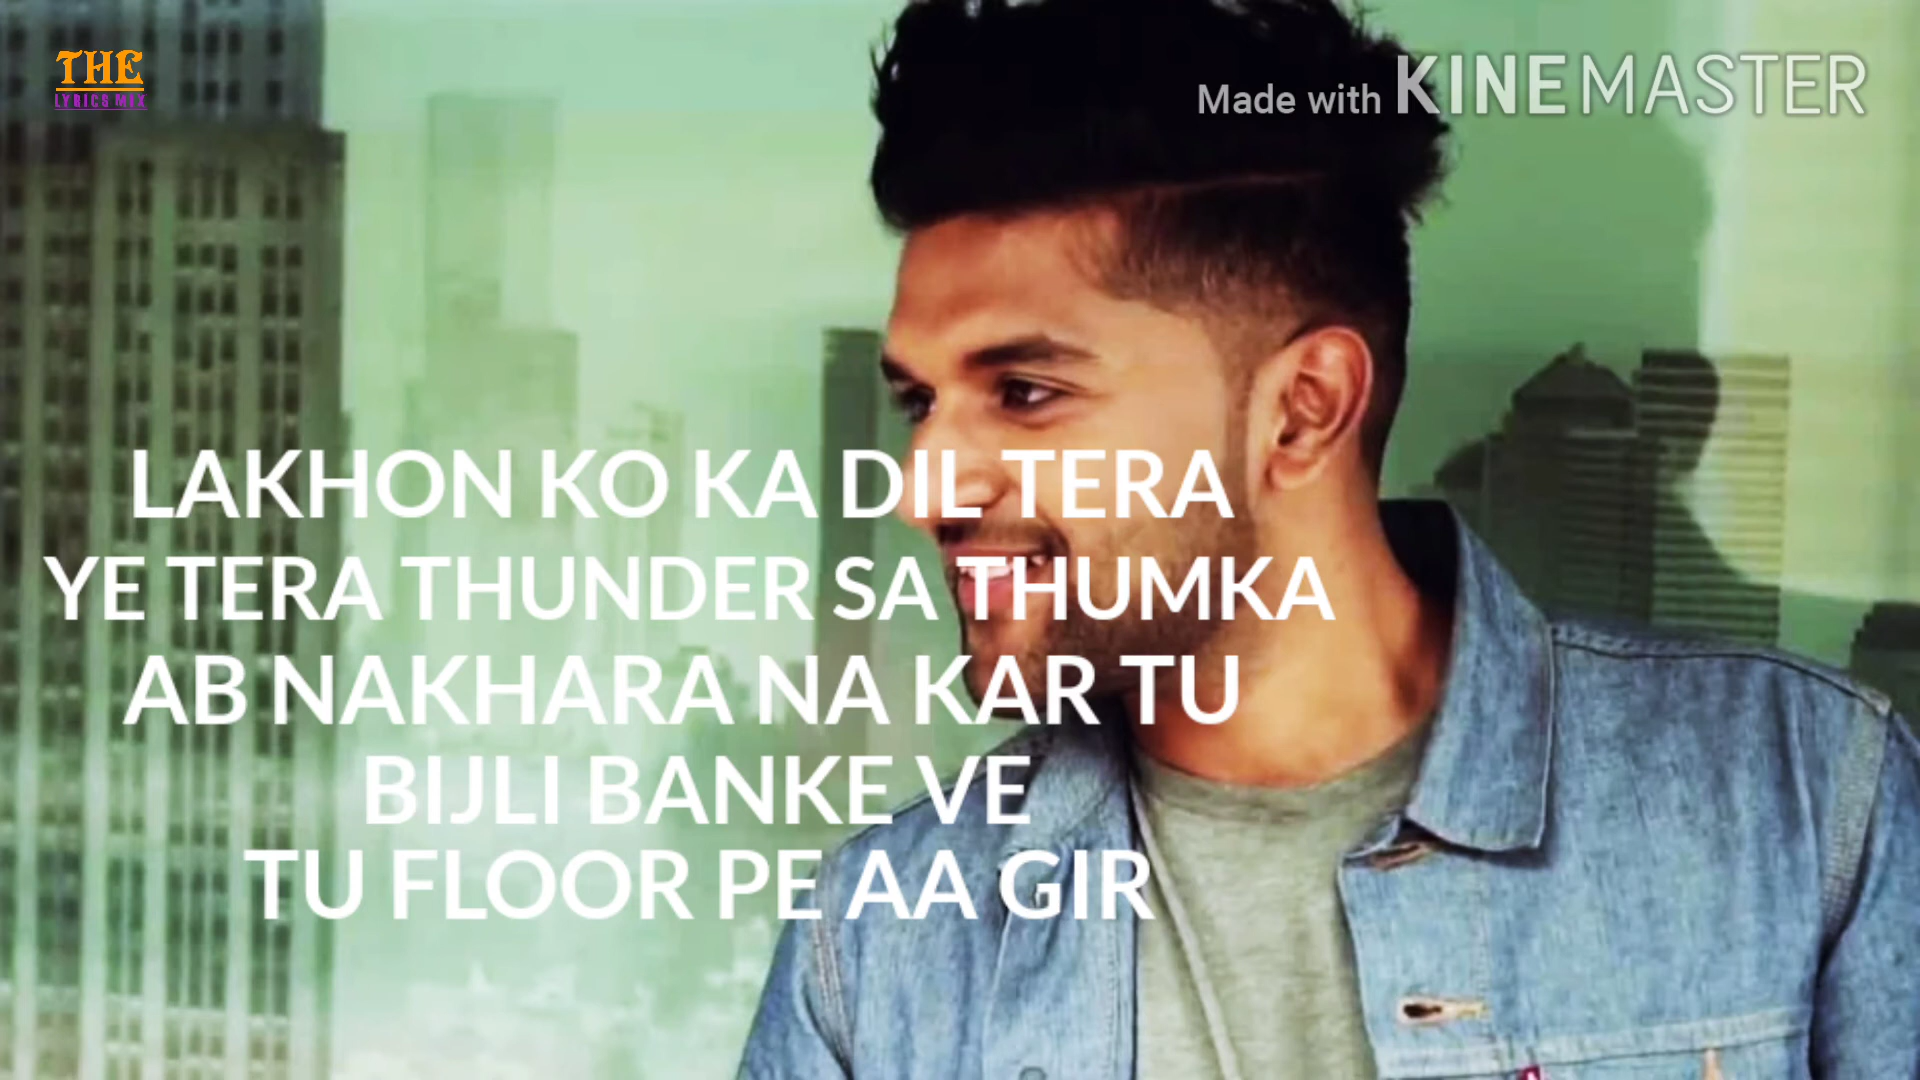 THE
LYRICS MIX
Made with KINEMASTER
LAKHON KO KA DIL TERA
YE TERA THUNDER SA THUMKA
AB NAKHARA NA KAR TU
BIJLI BANKE VE
TU FLOOR PE AA GIR